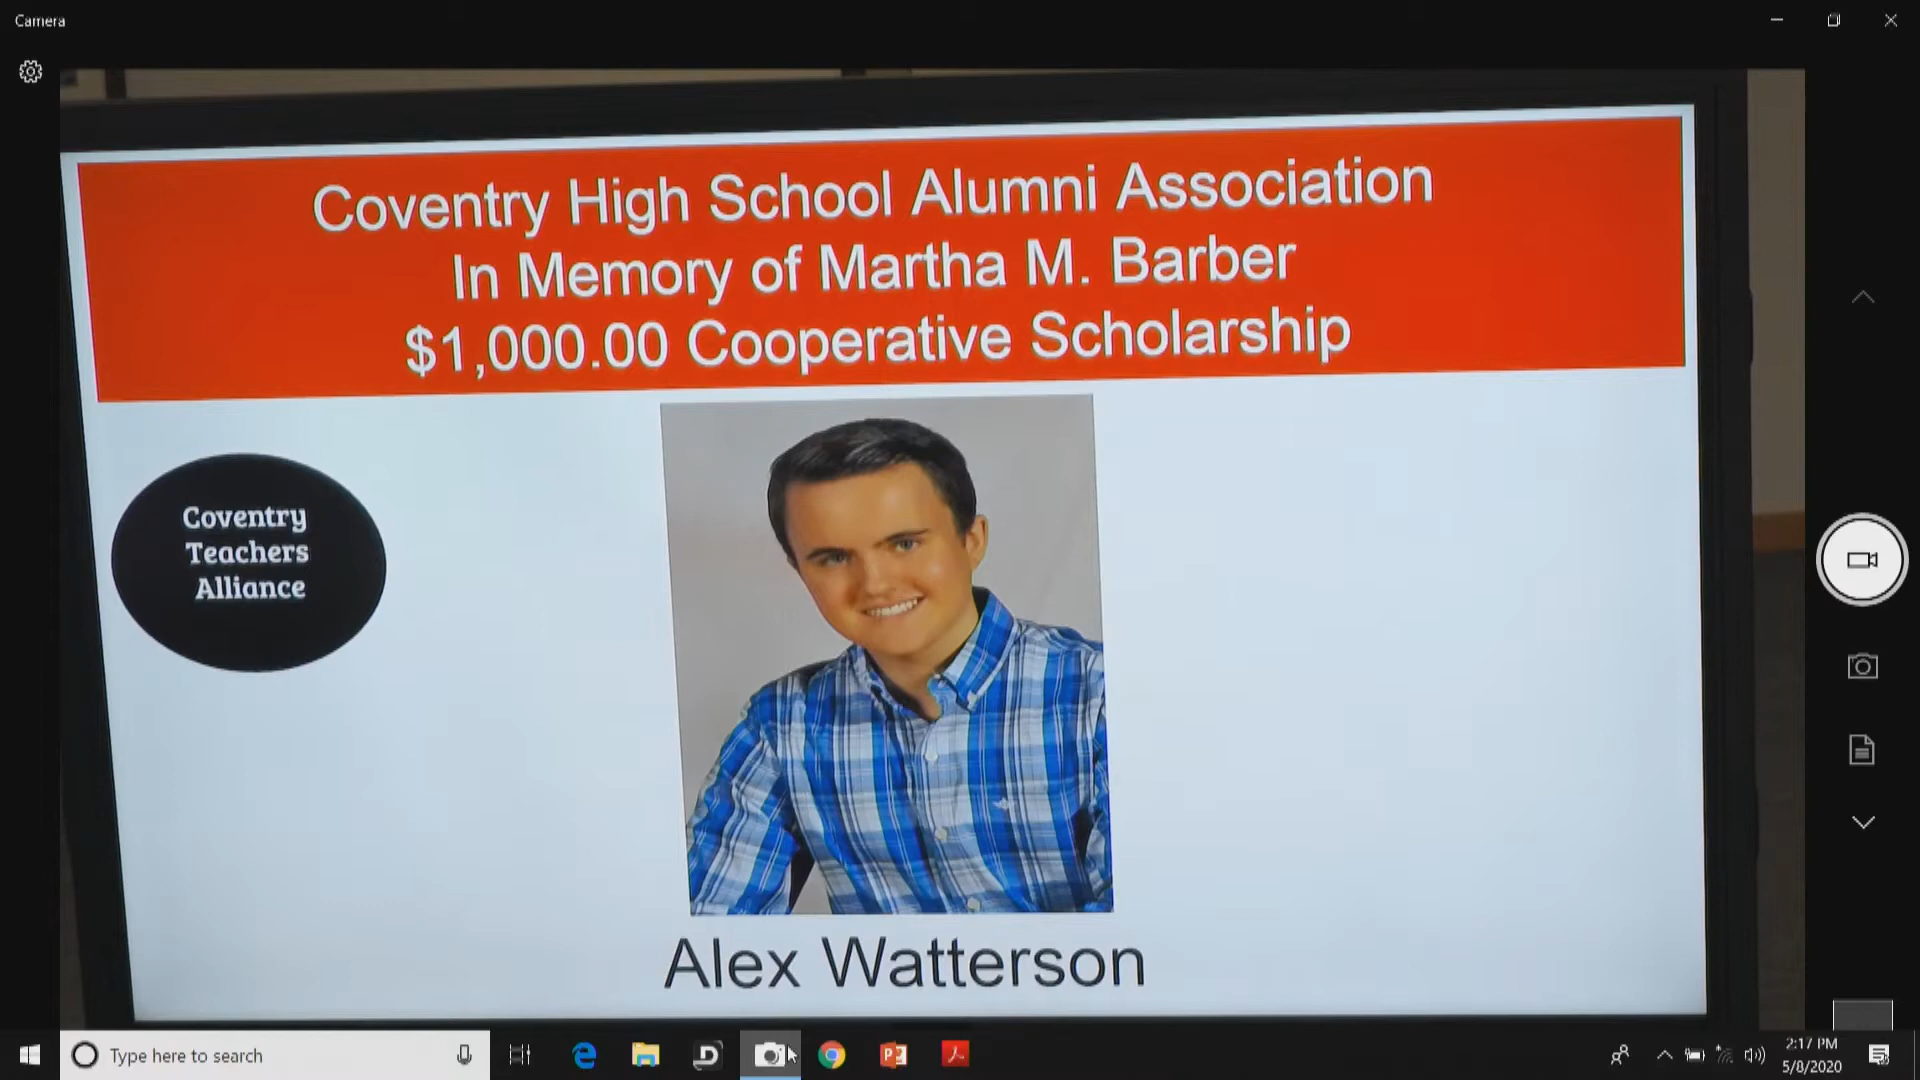 Camera
Coventry High School Alumni Association
In Memory of Martha M. Barber
$1,000.00 Cooperative Scholarship
Coventry
Teachers
Alliance
Alex Watterson
Type here to search
2:17 PM
5/8/2020